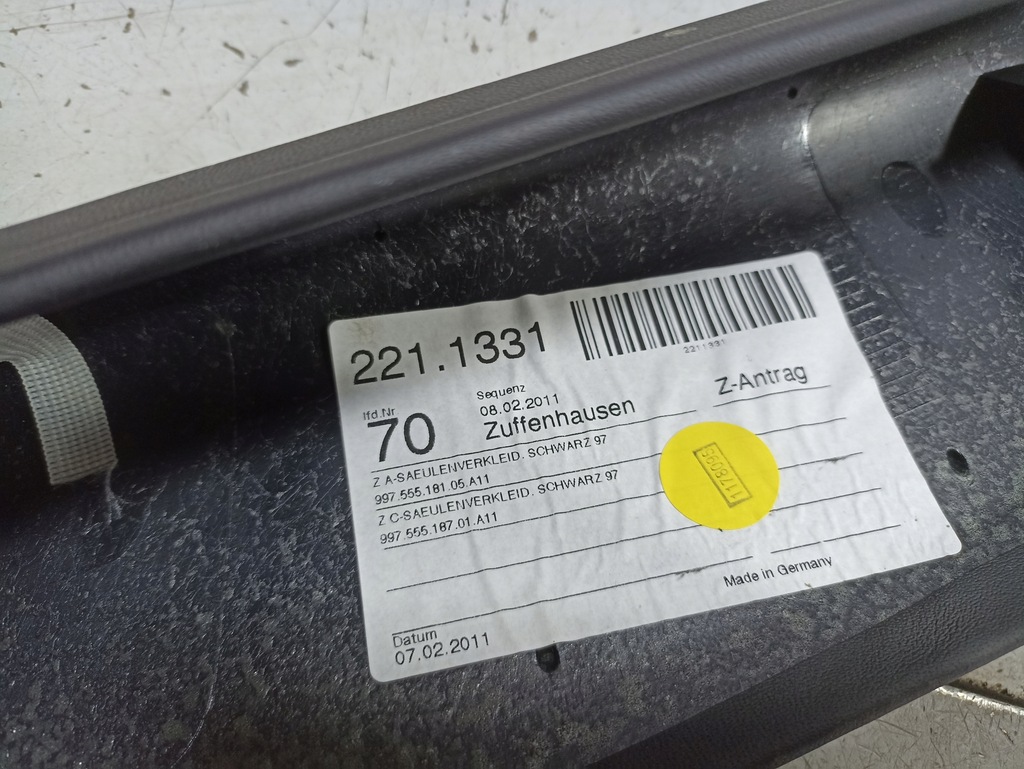 221.1331
2211331
lfd.Nr
70
Sequenz
08.02.2011
Zuffenhausen
Z-Antrag
Z A-SAEULENVERKLEID. SCHWARZ 97
997.555.181.05.A11
Z C-SAEULENVERKLEID. SCHWARZ 97
997.555.187.01.A11
1178095
Made in Germany
Datum
07.02.2011